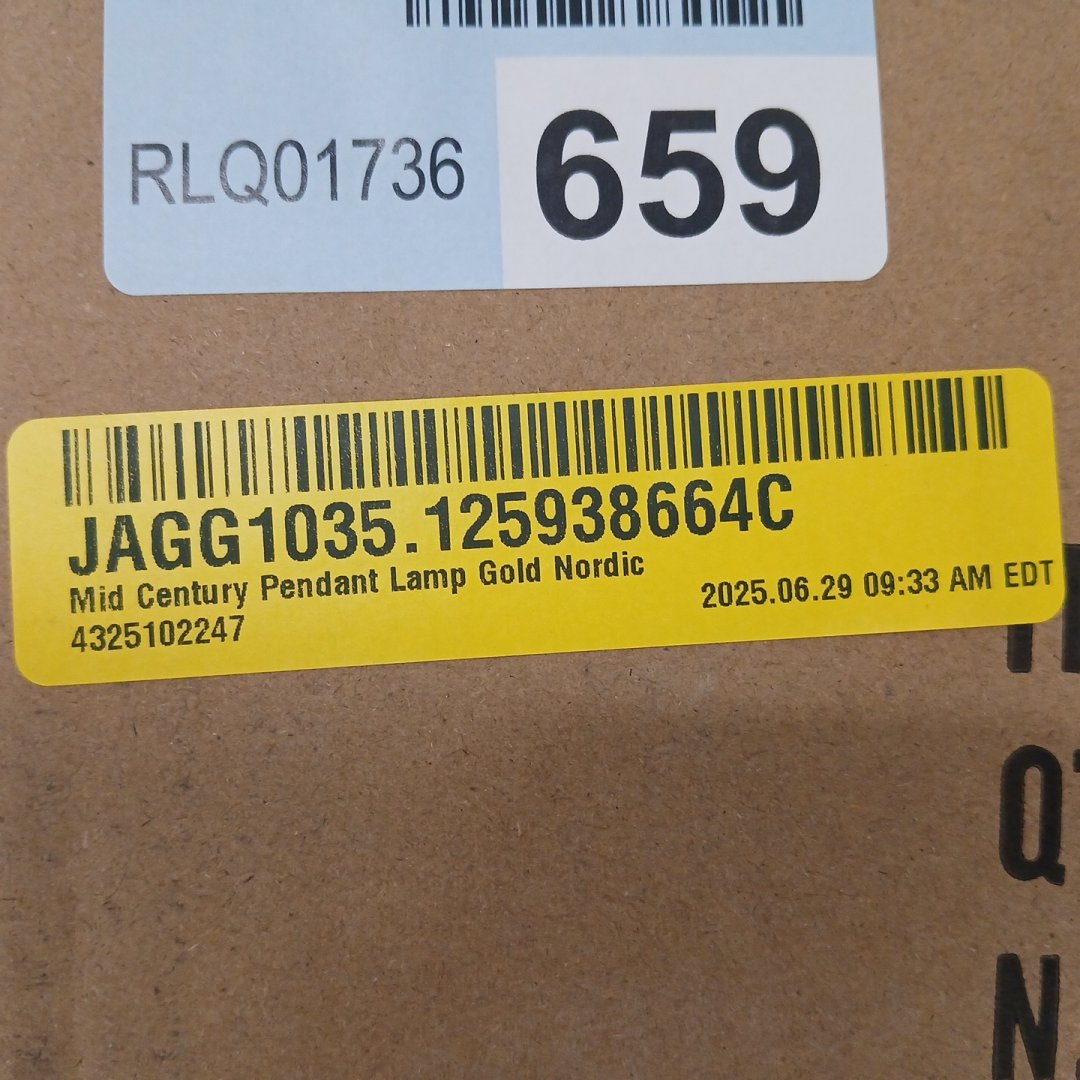 RLQ01736
659
JAGG1035.125938664C
Mid Century Pendant Lamp Gold Nordic
2025.06.29 09:33 AM EDT
4325102247